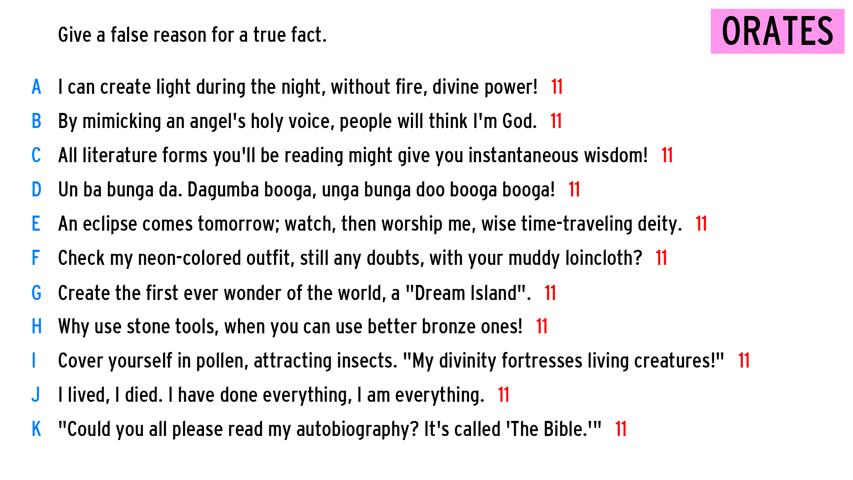 Give a false reason for a true fact.
ORATES
A I can create light during the night, without fire, divine power! 11
B By mimicking an angel's holy voice, people will think I'm God. 11
C All literature forms you'll be reading might give you instantaneous wisdom! 11
D Un ba bunga da. Dagumba booga, unga bunga doo booga booga! 11
E An eclipse comes tomorrow; watch, then worship me, wise time-traveling deity. 11
F Check my neon-colored outfit, still any doubts, with your muddy loincloth? 11
G Create the first ever wonder of the world, a "Dream Island". 11
H Why use stone tools, when you can use better bronze ones! 11
I Cover yourself in pollen, attracting insects. "My divinity fortresses living creatures!" 11
J I lived, I died. I have done everything, I am everything. 11
K "Could you all please read my autobiography? It's called 'The Bible.'" 11